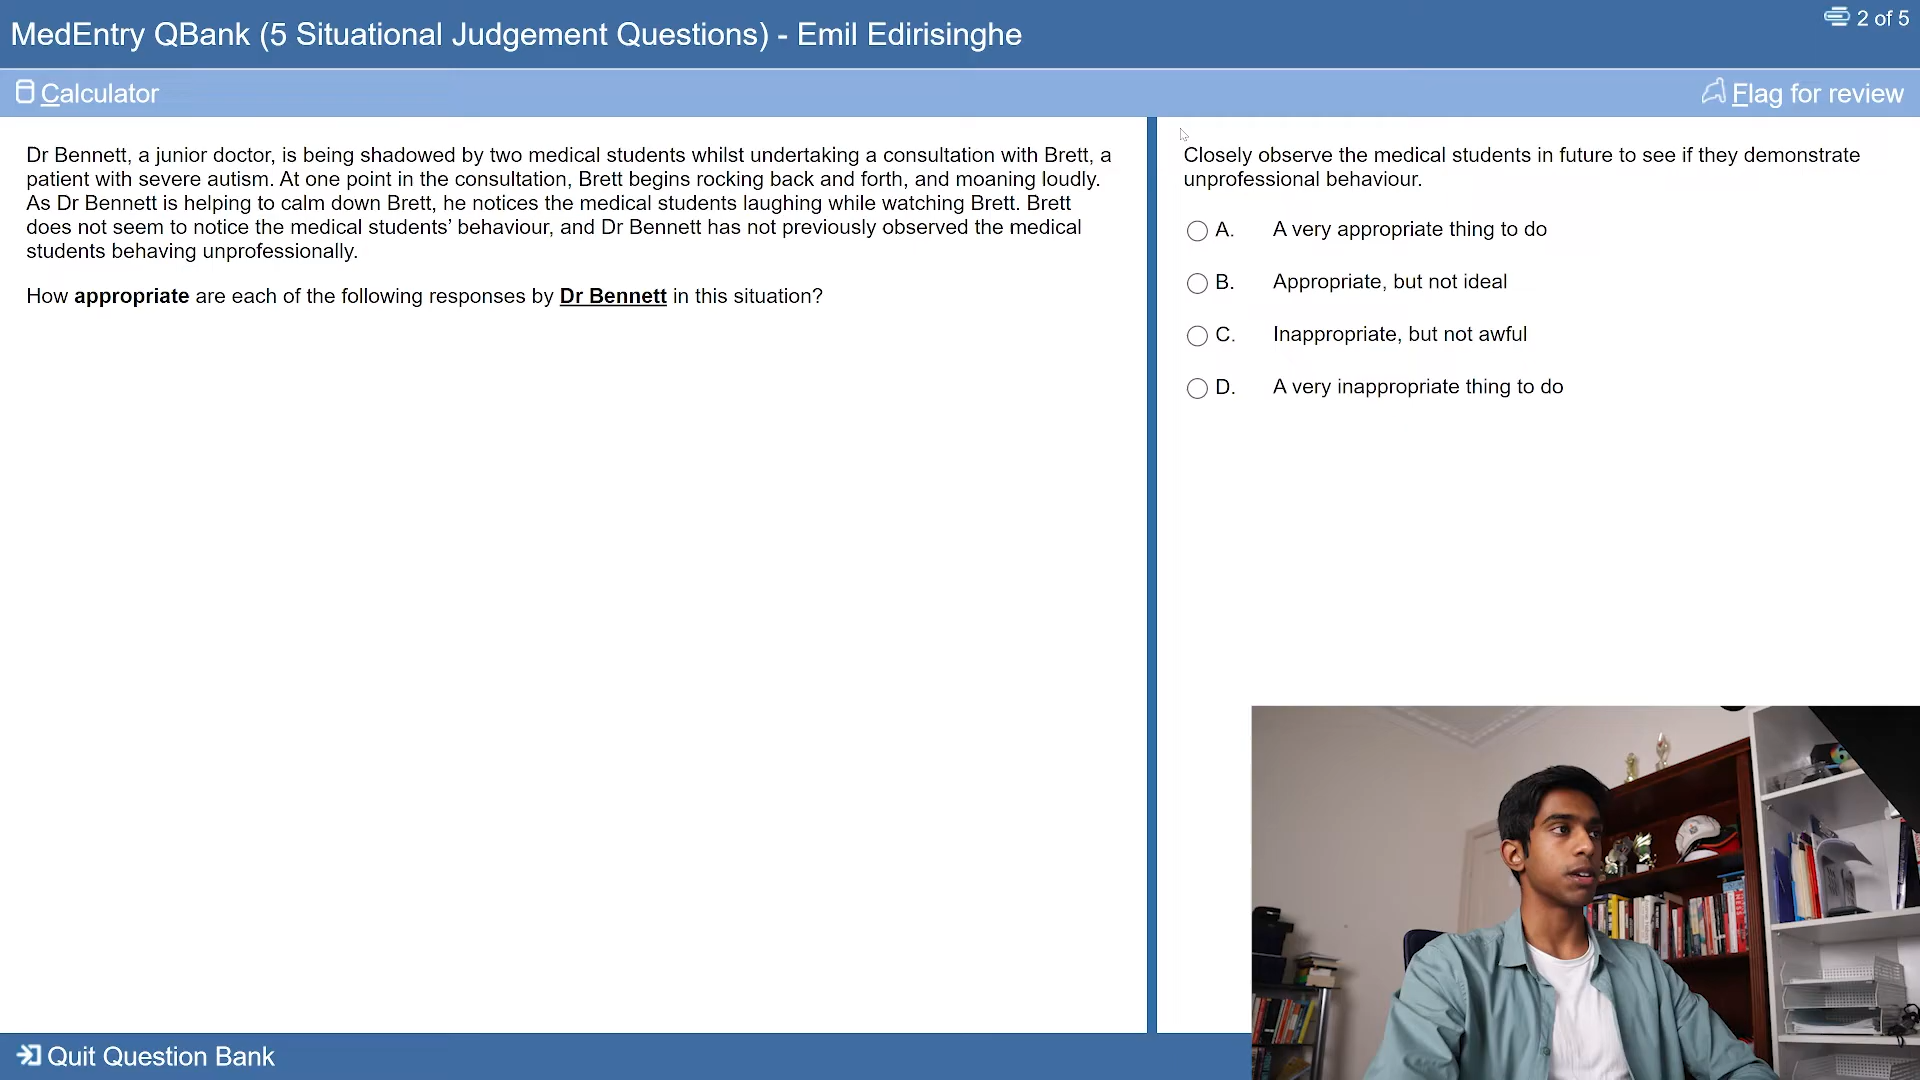 MedEntry QBank (5 Situational Judgement Questions) - Emil Edirisinghe
2 of 5
Calculator
Flag for review
Dr Bennett, a junior doctor, is being shadowed by two medical students whilst undertaking a consultation with Brett, a
patient with severe autism. At one point in the consultation, Brett begins rocking back and forth, and moaning loudly.
As Dr Bennett is helping to calm down Brett, he notices the medical students laughing while watching Brett. Brett
does not seem to notice the medical students’ behaviour, and Dr Bennett has not previously observed the medical
students behaving unprofessionally.
How appropriate are each of the following responses by Dr Bennett in this situation?
Closely observe the medical students in future to see if they demonstrate
unprofessional behaviour.
A. A very appropriate thing to do
B. Appropriate, but not ideal
C. Inappropriate, but not awful
D. A very inappropriate thing to do
Quit Question Bank